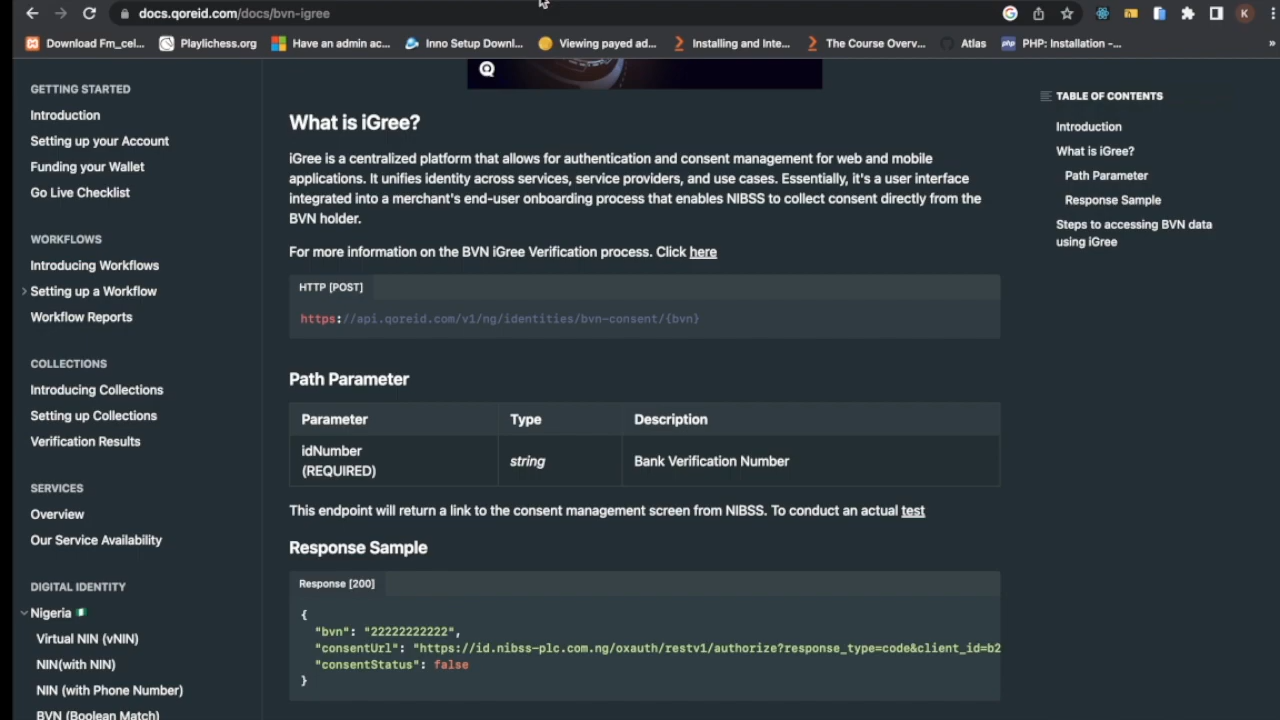 docs.qoreid.com/docs/bvn-igree
K
Download Fm_cel...
Playlichess.org
Have an admin ac...
Inno Setup Downl...
Viewing payed ad...
Installing and Inte...
The Course Overv...
Atlas
php PHP: Installation -...
»
GETTING STARTED
Introduction
Setting up your Account
Funding your Wallet
Go Live Checklist
WORKFLOWS
Introducing Workflows
Setting up a Workflow
Workflow Reports
COLLECTIONS
Introducing Collections
Setting up Collections
Verification Results
SERVICES
Overview
Our Service Availability
DIGITAL IDENTITY
Nigeria
Virtual NIN (vNIN)
NIN(with NIN)
NIN (with Phone Number)
BVN (Boolean Match)
What is iGree?
iGree is a centralized platform that allows for authentication and consent management for web and mobile
applications. It unifies identity across services, service providers, and use cases. Essentially, it's a user interface
integrated into a merchant's end-user onboarding process that enables NIBSS to collect consent directly from the
BVN holder.
For more information on the BVN iGree Verification process. Click here
HTTP [POST]
https://api.qoreid.com/v1/ng/identities/bvn-consent/{bvn}
Path Parameter
Parameter Type Description
idNumber
(REQUIRED)
string
Bank Verification Number
This endpoint will return a link to the consent management screen from NIBSS. To conduct an actual test
Response Sample
Response [200]
{
"bvn": "22222222222",
"consentUrl": "https://id.nibss-plc.com.ng/oxauth/restv1/authorize?response_type=code&client_id=b2
"consentStatus": false
}
TABLE OF CONTENTS
Introduction
What is iGree?
Path Parameter
Response Sample
Steps to accessing BVN data
using iGree